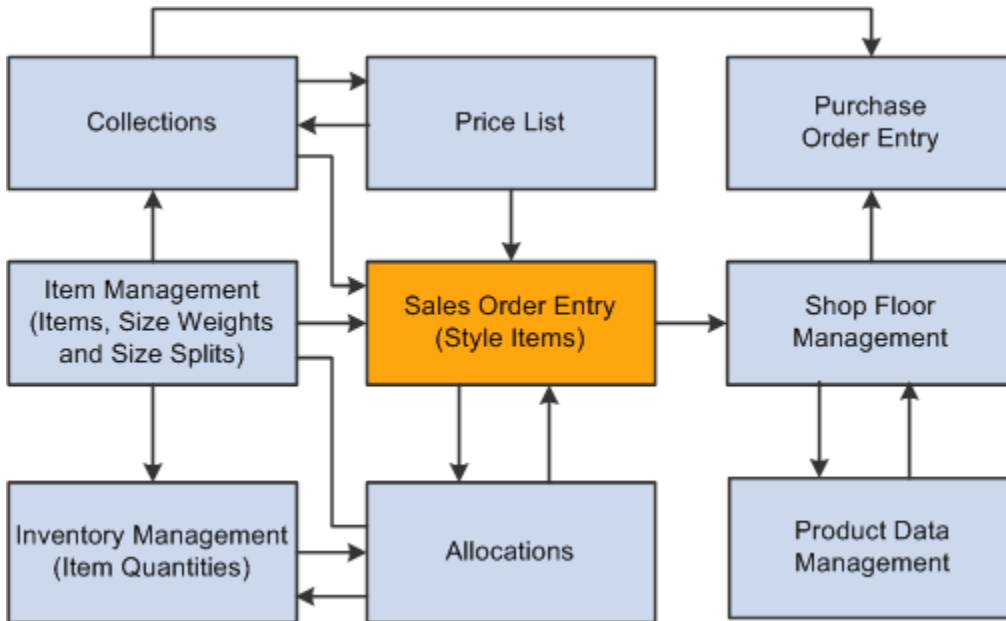 Collections
Price List
Purchase
Order Entry
Item Management
(Items, Size Weights
and Size Splits)
Sales Order Entry
(Style Items)
Shop Floor
Management
Inventory Management
(Item Quantities)
Allocations
Product Data
Management